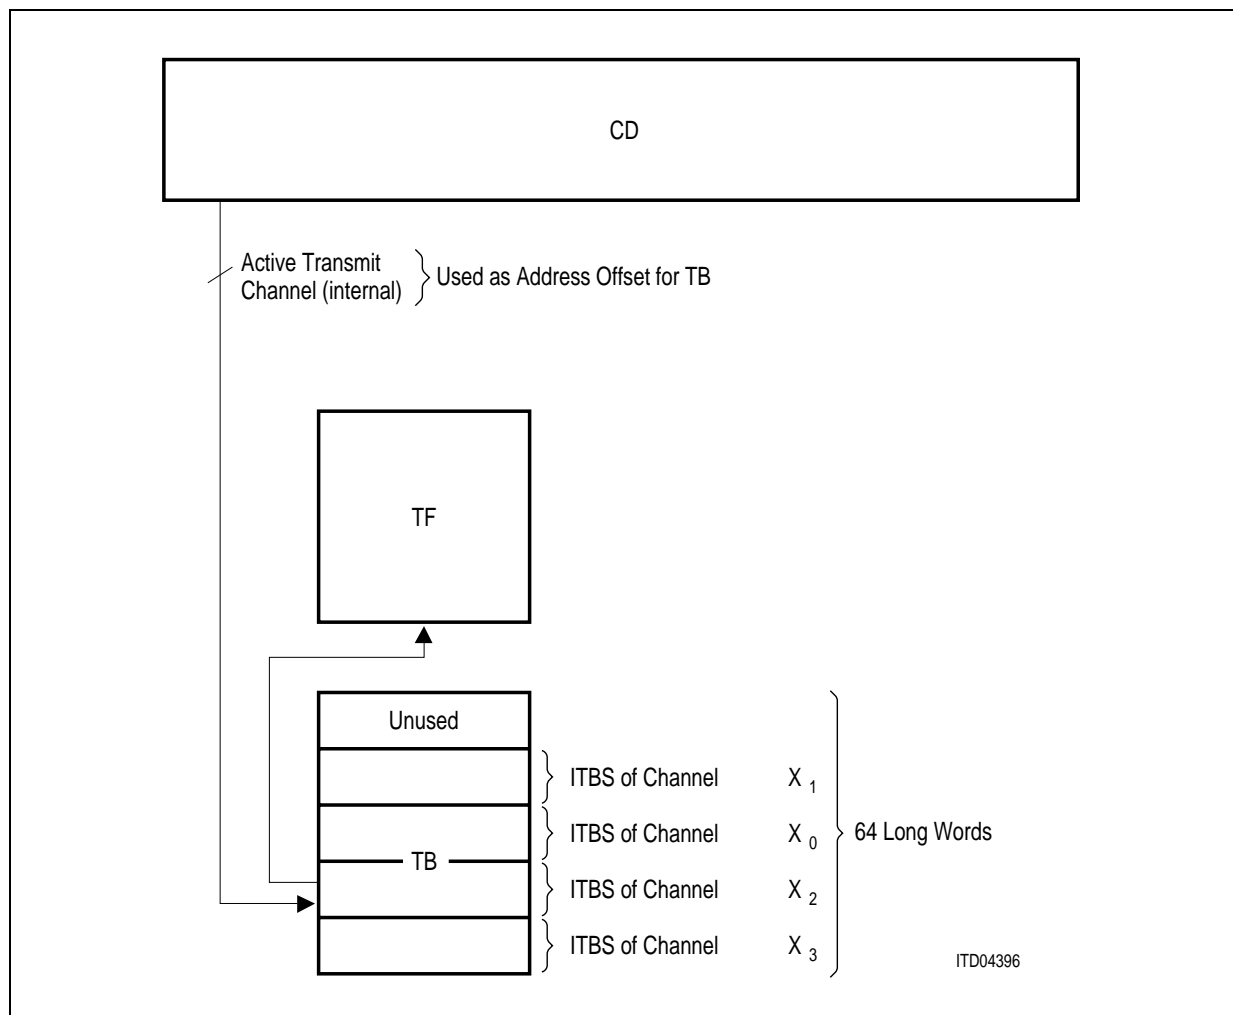 CD
Active Transmit
Channel (internal)
Used as Address Offset for TB
TF
Unused
ITBS of Channel X 1
ITBS of Channel X 0
64 Long Words
TB
ITBS of Channel X 2
ITBS of Channel X 3
ITD04396